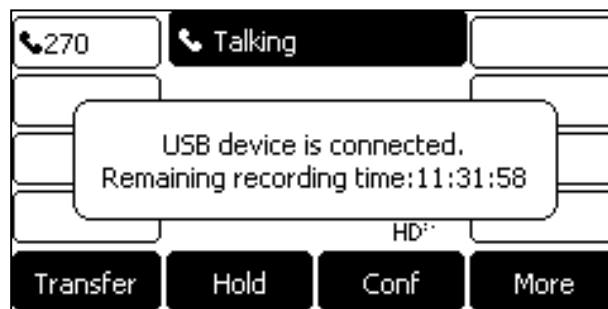 270
Talking
USB device is connected.
Remaining recording time:11:31:58
HD
Transfer
Hold
Conf
More